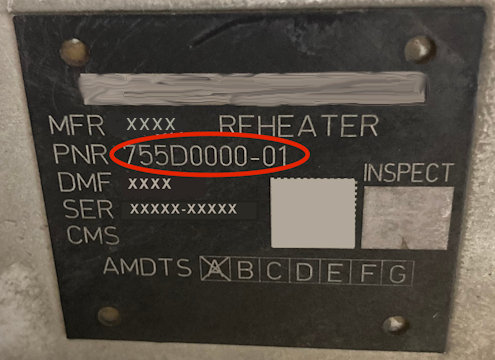 MFR XXXX REHEATER
PNR 755D0000-01
INSPECT
DMF XXXX
SER XXXXX-XXXXX
CMS
AMDTS A B C D E F G